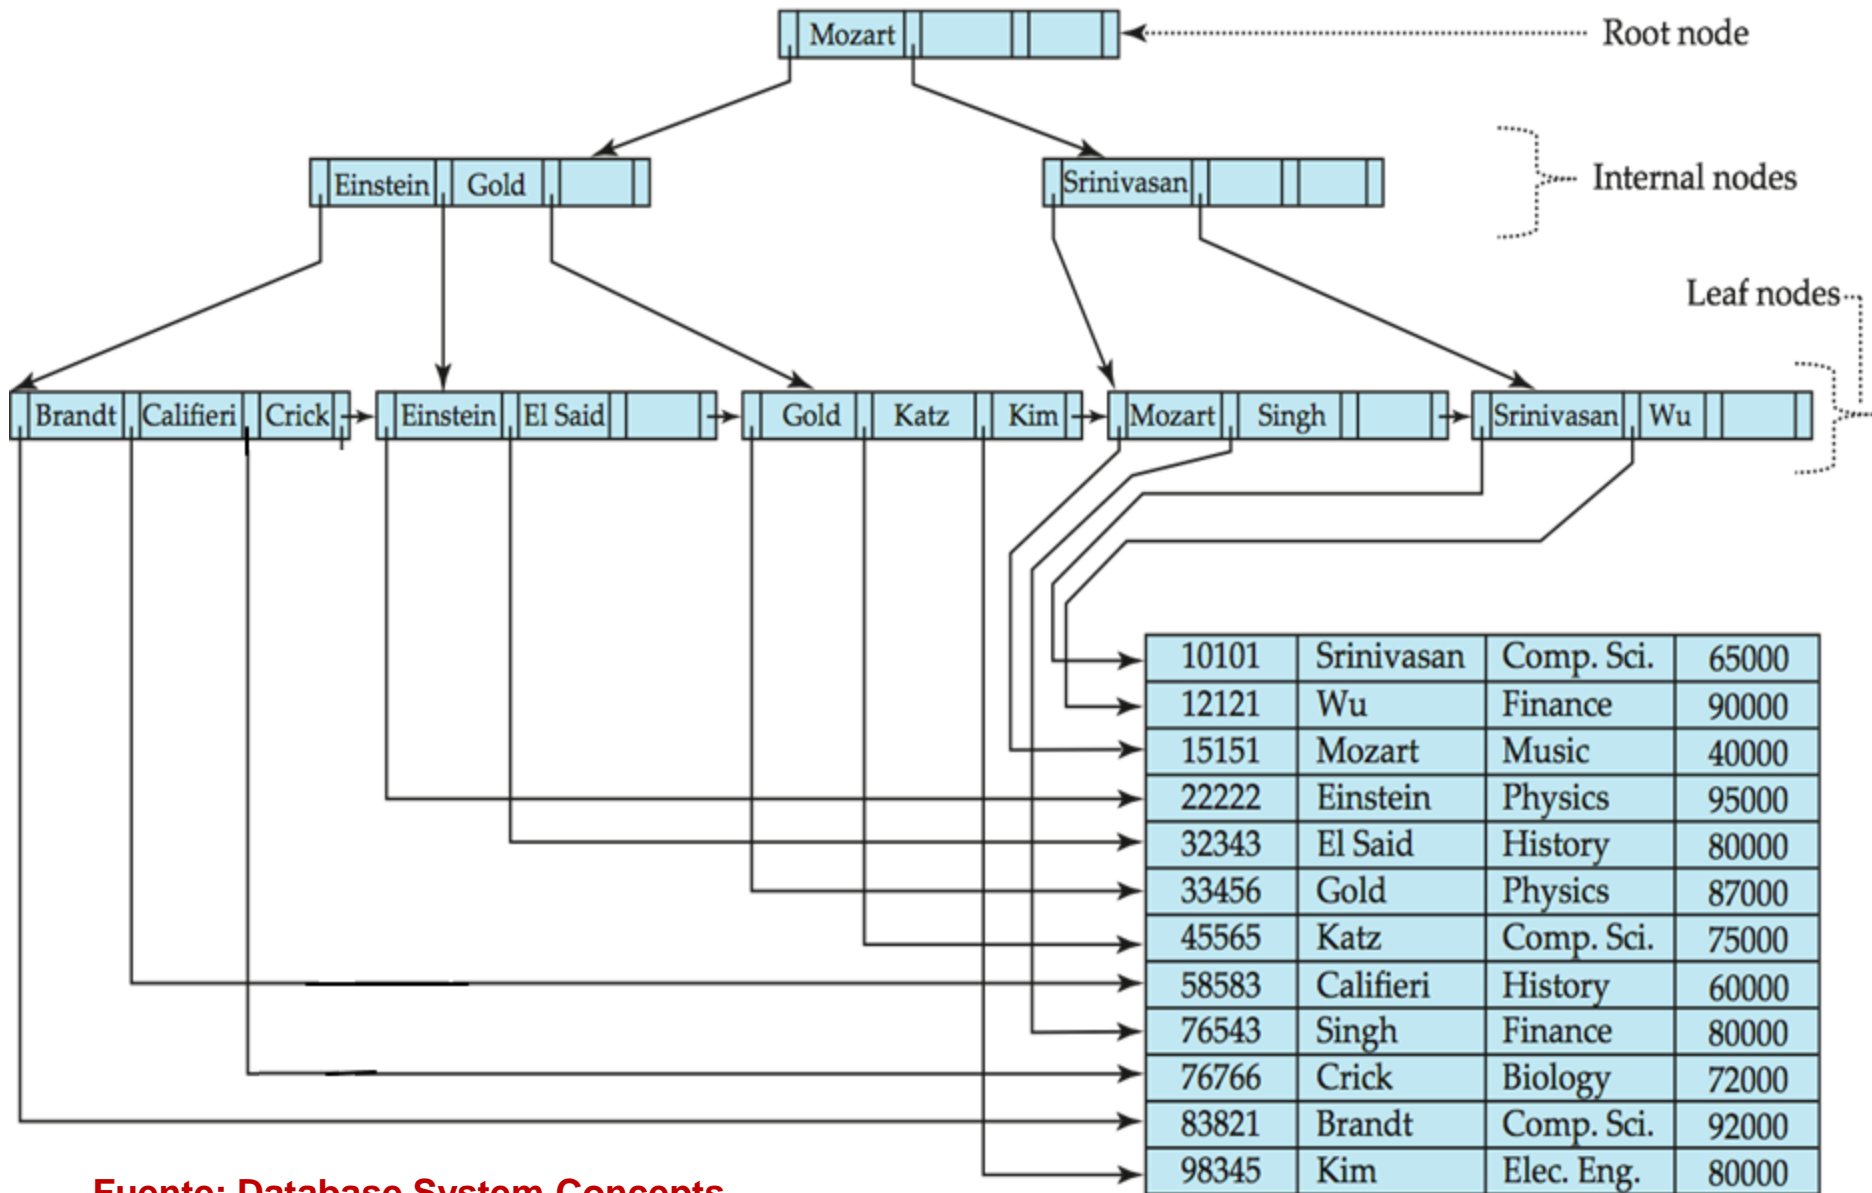 Mozart
Root node
Einstein Gold
Srinivasan
Internal nodes
Leaf nodes
Brandt Califieri Crick
Einstein El Said
Gold Katz Kim
Mozart Singh
Srinivasan Wu
10101 Srinivasan Comp. Sci. 65000
12121 Wu Finance 90000
15151 Mozart Music 40000
22222 Einstein Physics 95000
32343 El Said History 80000
33456 Gold Physics 87000
45565 Katz Comp. Sci. 75000
58583 Califieri History 60000
76543 Singh Finance 80000
76766 Crick Biology 72000
83821 Brandt Comp. Sci. 92000
98345 Kim Elec. Eng. 80000
Fuente: Database System Concepts